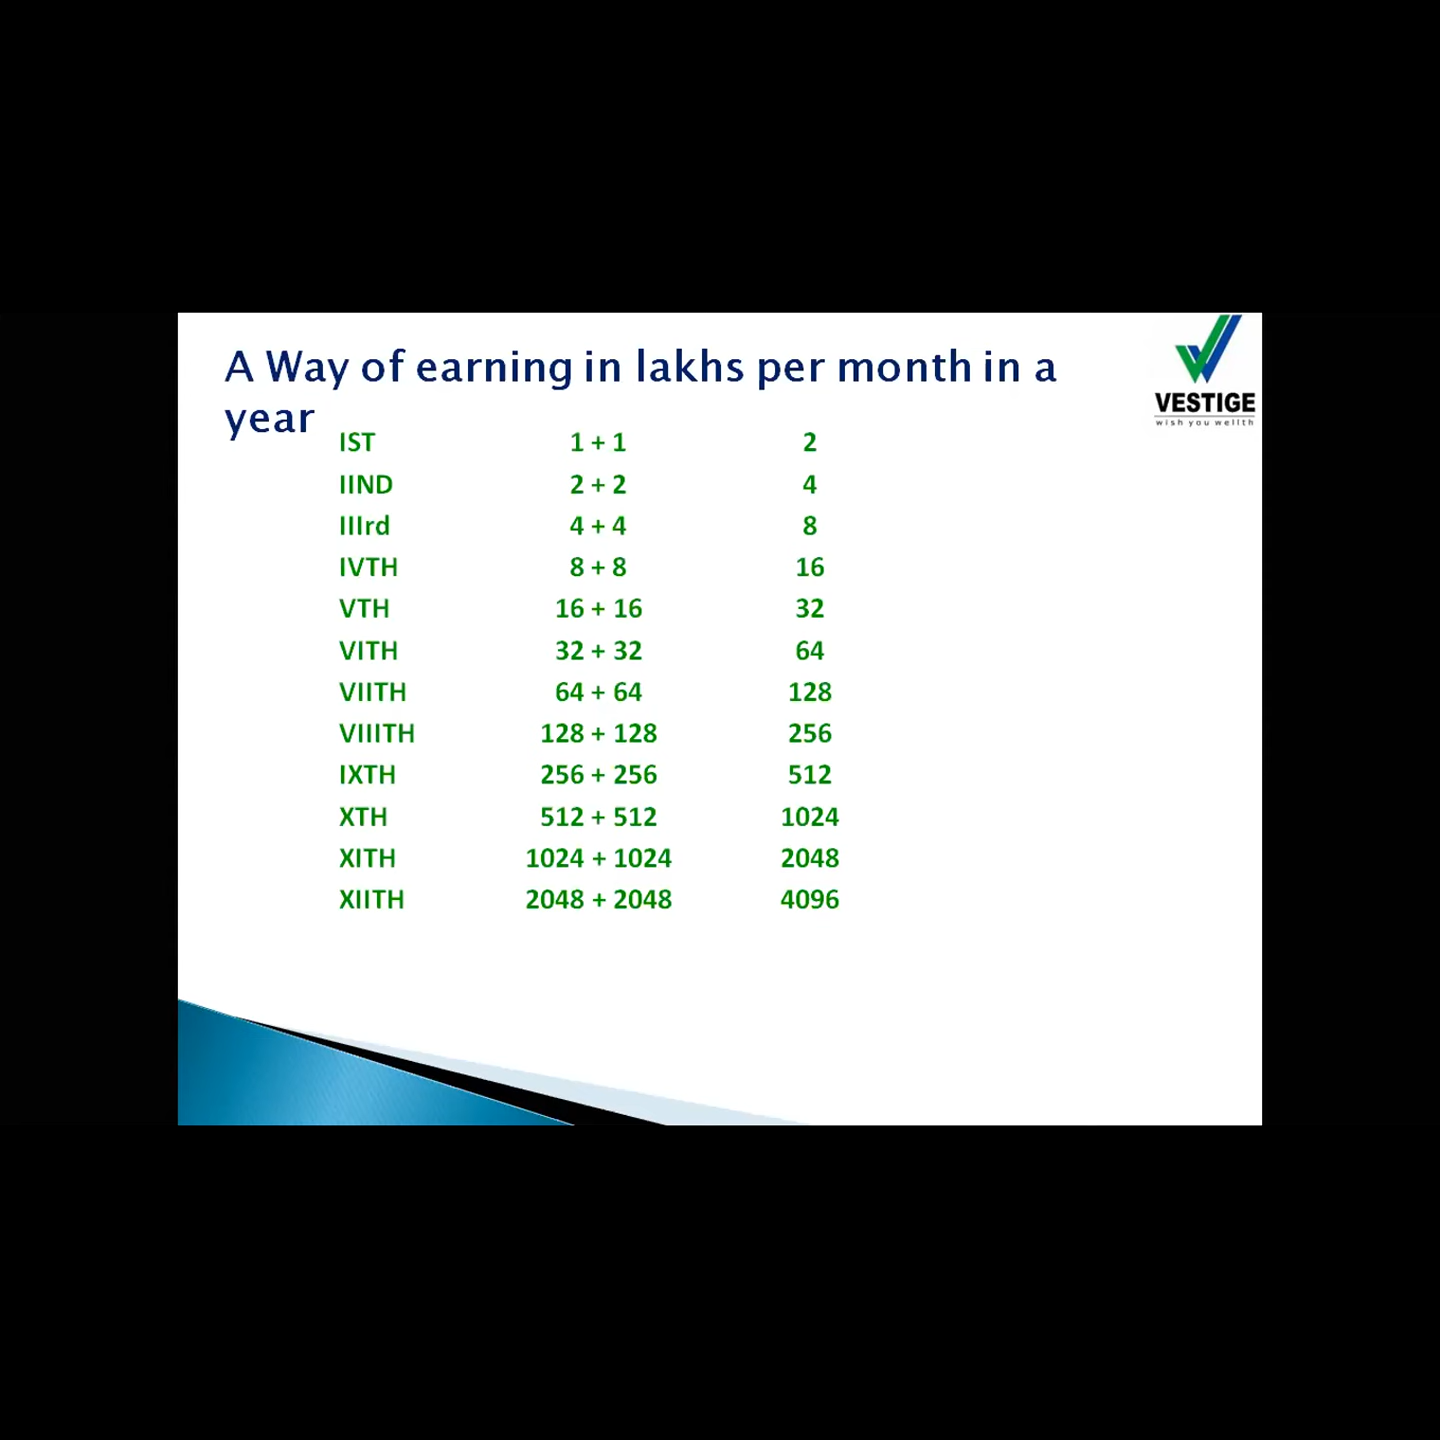 A Way of earning in lakhs per month in a
year
VESTIGE
wish you wellth
IST 1 + 1 2
IIND 2 + 2 4
IIIrd 4 + 4 8
IVTH 8 + 8 16
VTH 16 + 16 32
VITH 32 + 32 64
VIITH 64 + 64 128
VIIITH 128 + 128 256
IXTH 256 + 256 512
XTH 512 + 512 1024
XITH 1024 + 1024 2048
XIITH 2048 + 2048 4096